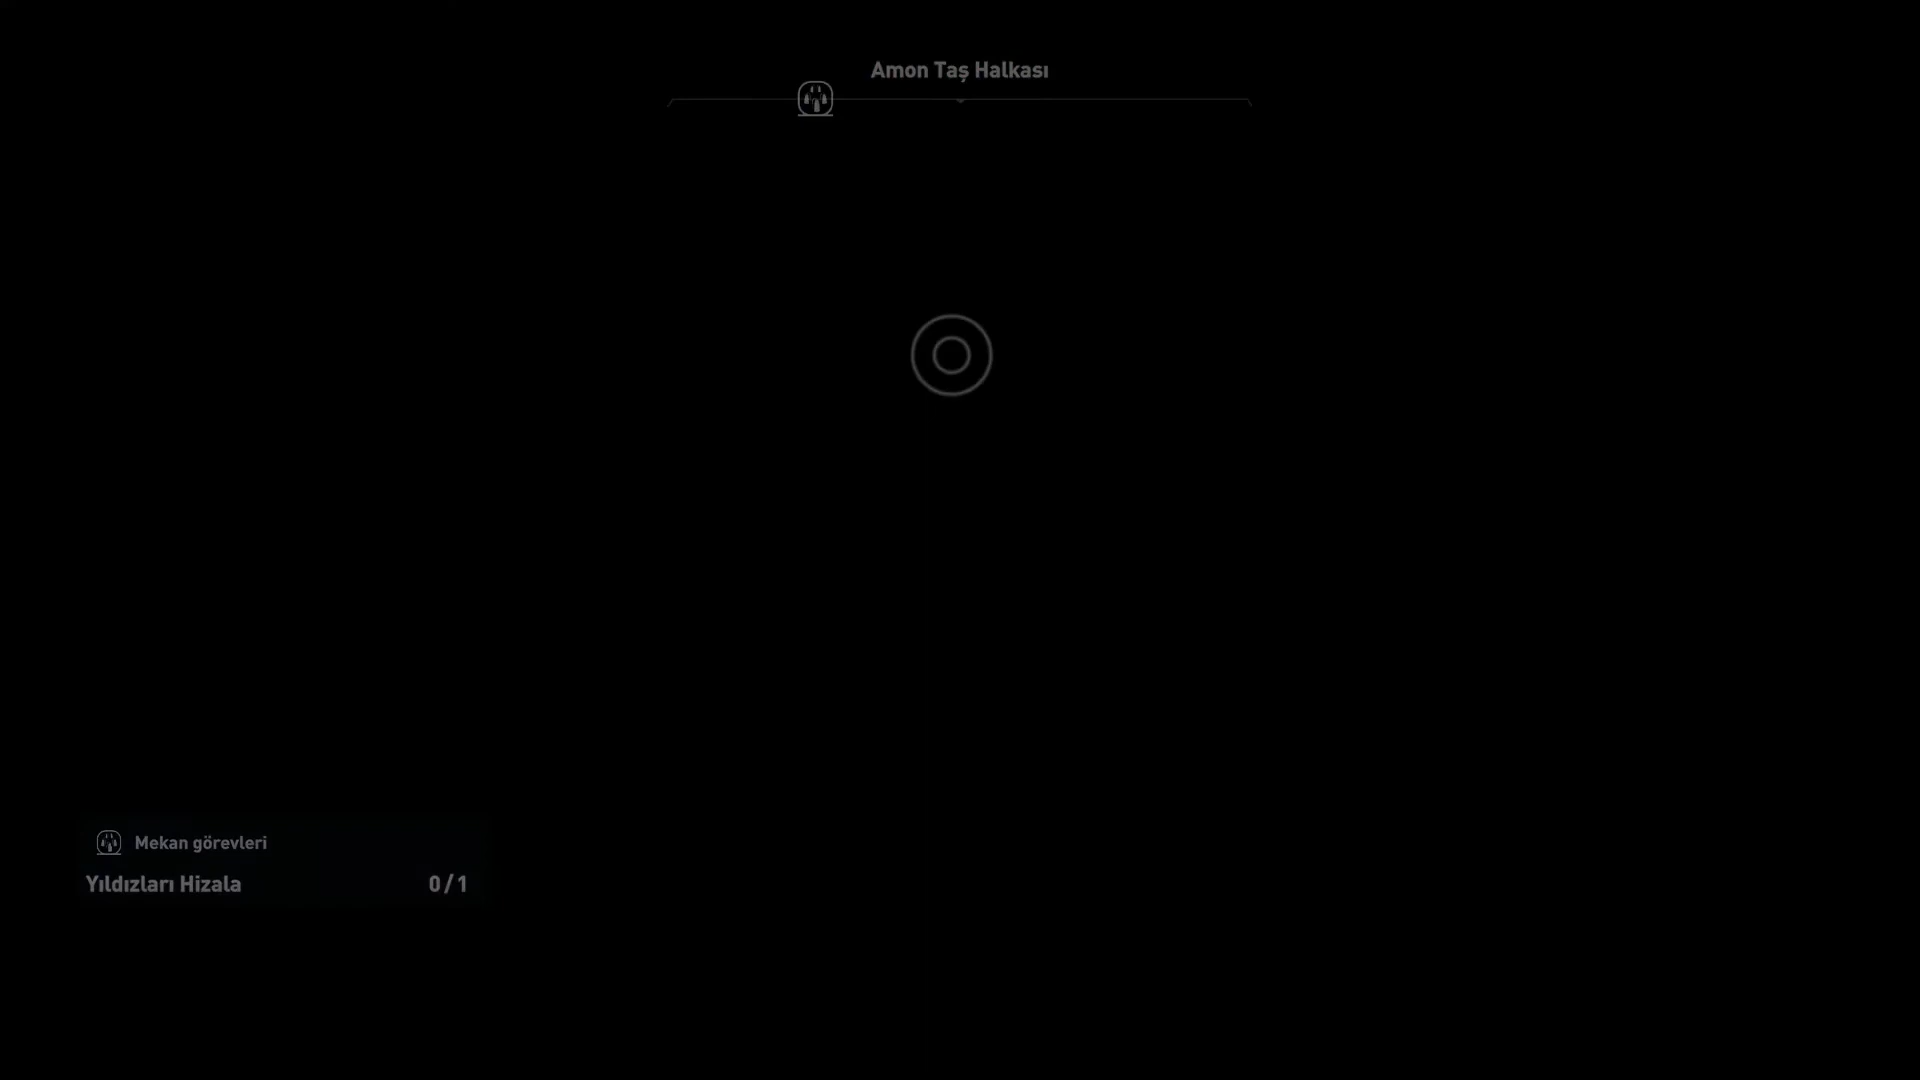 Amon Taş Halkası
Mekan görevleri
Yıldızları Hizala 0/1